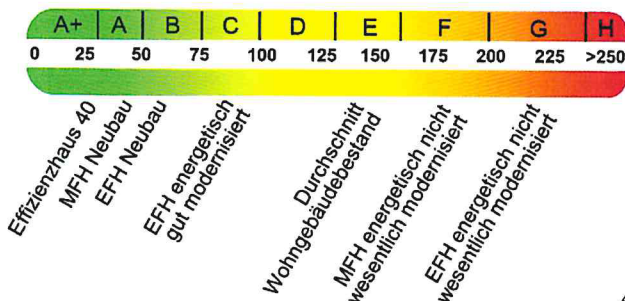 A+ A B C D E F G H
0 25 50 75 100 125 150 175 200 225 >250
Effizienzhaus 40
MFH Neubau
EFH Neubau
EFH energetisch
gut modernisiert
Durchschnitt
Wohngebäudebestand
MFH energetisch nicht
wesentlich modernisiert
EFH energetisch nicht
wesentlich modernisiert